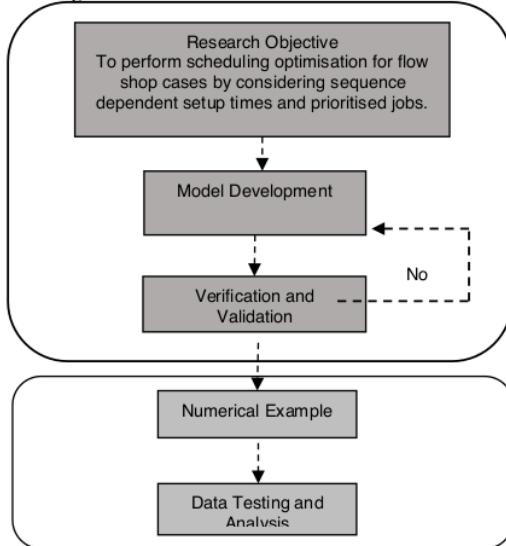 Research Objective
To perform scheduling optimisation for flow
shop cases by considering sequence
dependent setup times and prioritised jobs.
Model Development
No
Verification and
Validation
Numerical Example
Data Testing and
Analysis